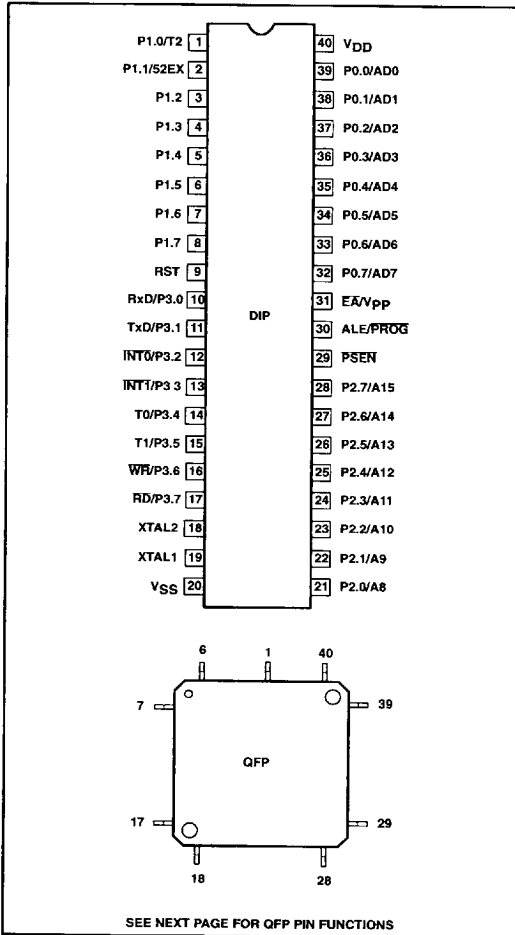 P1.0/T2 1 40 VDD
P1.1/52EX 2 39 P0.0/AD0
P1.2 3 38 P0.1/AD1
P1.3 4 37 P0.2/AD2
P1.4 5 36 P0.3/AD3
P1.5 6 35 P0.4/AD4
P1.6 7 34 P0.5/AD5
P1.7 8 33 P0.6/AD6
RST 9 32 P0.7/AD7
RxD/P3.0 10 31 EA/VPP
DIP
TxD/P3.1 11 30 ALE/PROG
INT0/P3.2 12 29 PSEN
INT1/P3 3 13 28 P2.7/A15
T0/P3.4 14 27 P2.6/A14
T1/P3.5 15 26 P2.5/A13
WR/P3.6 16 25 P2.4/A12
RD/P3.7 17 24 P2.3/A11
XTAL2 18 23 P2.2/A10
XTAL1 19 22 P2.1/A9
VSS 20 21 P2.0/A8
6 1 40
7 39
QFP
17 29
18 28
SEE NEXT PAGE FOR QFP PIN FUNCTIONS